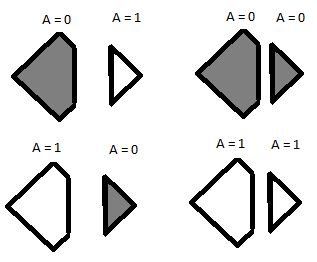 A = 0 A = 1
A = 0 A = 0
A = 1 A = 0
A = 1 A = 1